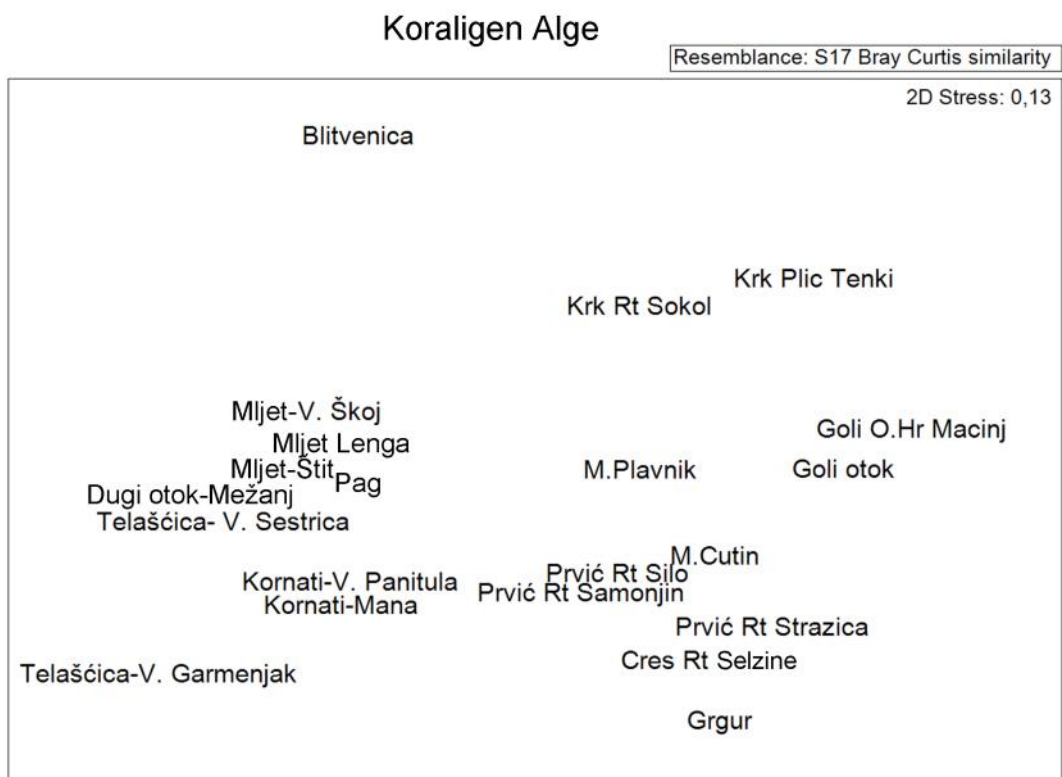 Koraligen Alge
Resemblance: S17 Bray Curtis similarity
2D Stress: 0,13
Blitvenica
Krk Plic Tenki
Krk Rt Sokol
Mljet-V. Škoj
Goli O.Hr Macinj
Mljet Lenga
Mljet-Štit
M.Plavnik
Goli otok
Pag
Dugi otok-Mežanj
Telašćica- V. Sestrica
M.Cutin
Prvić Rt Silo
Kornati-V. Panitula
Prvić Rt Samonjin
Kornati-Mana
Prvić Rt Strazica
Cres Rt Selzine
Telašćica-V. Garmenjak
Grgur